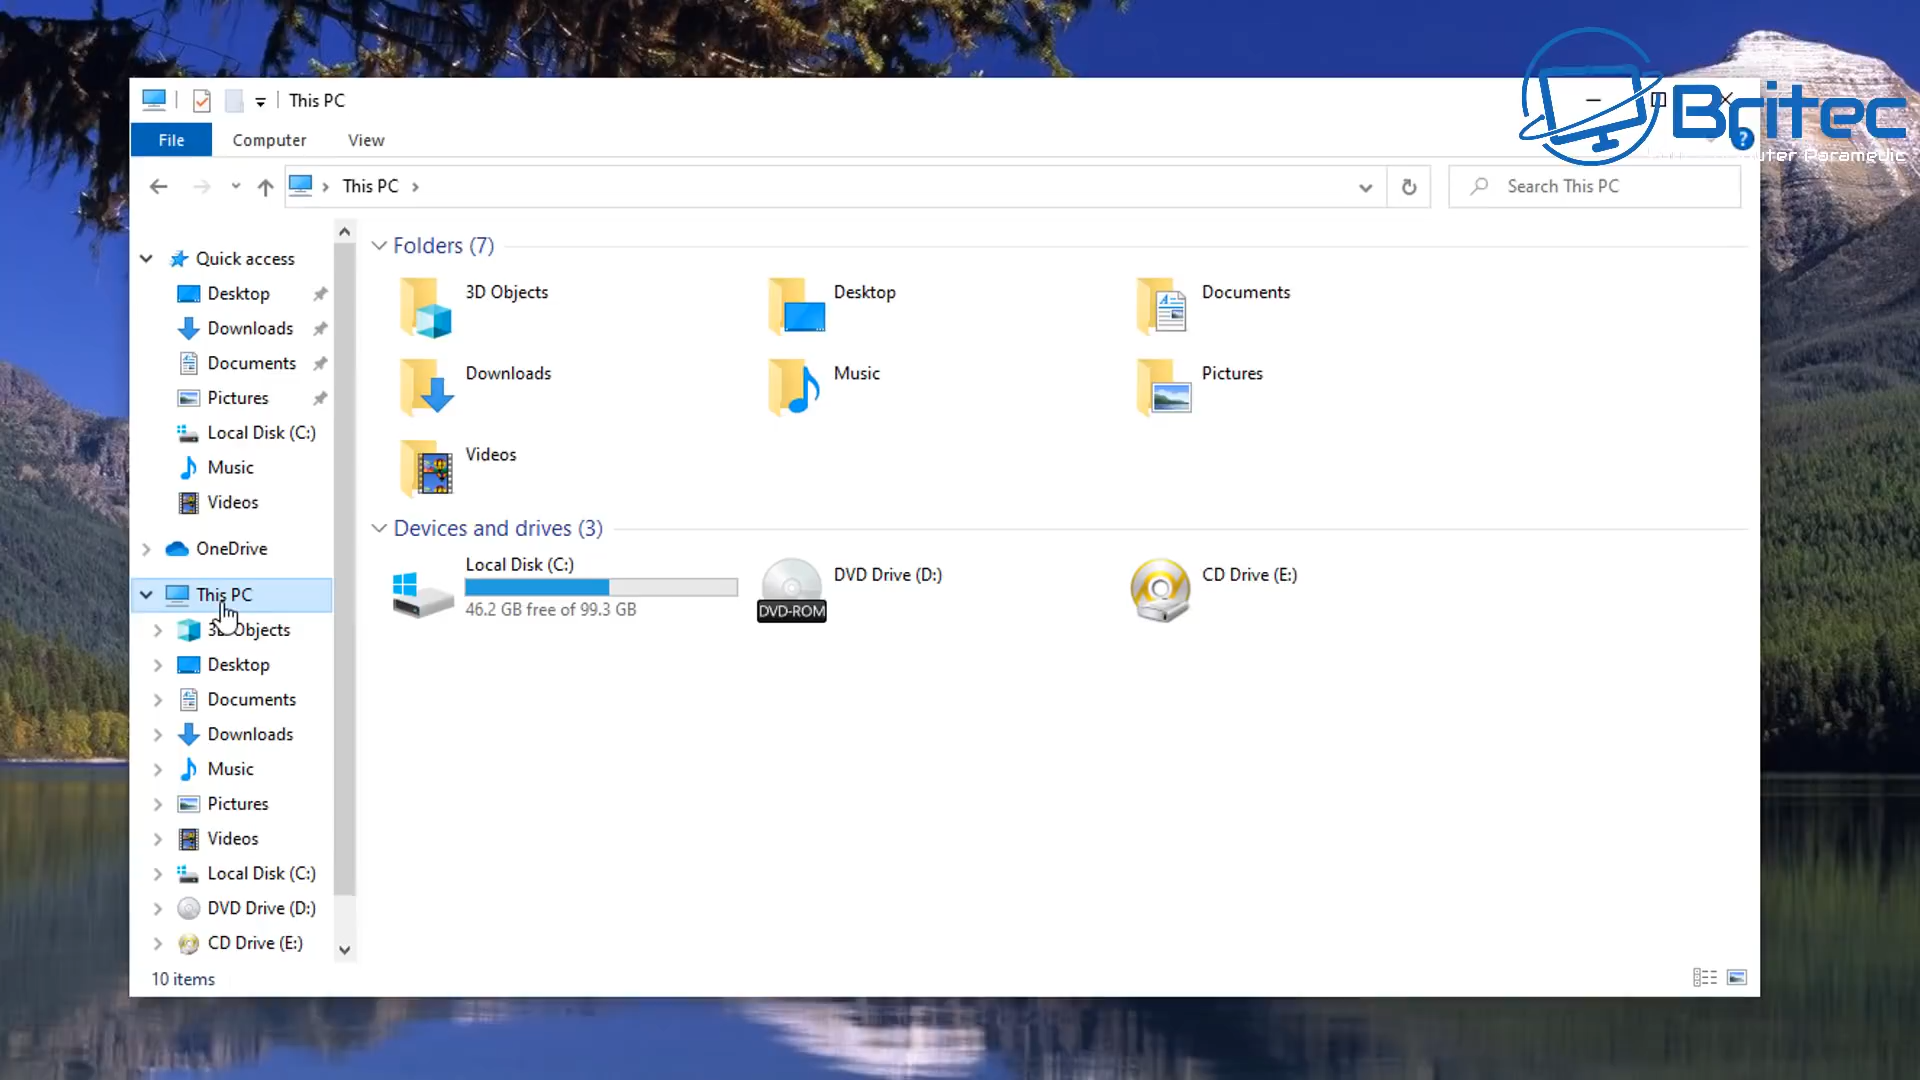 This PC
File Computer View
This PC
Search This PC
Quick access
Desktop
Downloads
Documents
Pictures
Local Disk (C:)
Music
Videos
OneDrive
This PC
3D Objects
Desktop
Documents
Downloads
Music
Pictures
Videos
Local Disk (C:)
DVD Drive (D:)
CD Drive (E:)
Folders (7)
3D Objects
Desktop
Documents
Downloads
Music
Pictures
Videos
Devices and drives (3)
Local Disk (C:)
46.2 GB free of 99.3 GB
DVD Drive (D:)
DVD-ROM
CD Drive (E:)
10 items
Britec
Computer Paramedic